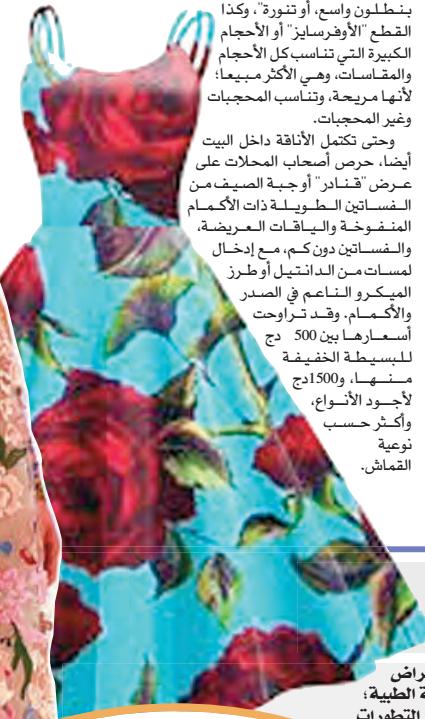 بنطلون واسع، أو تنورة"، وكذا
القطع "الأوفرسايز" أو الأحجام
الكبيرة التي تناسب كل الأحجام
والمقاسات، وهي الأكثر مبيعا؛
لأنها مريحة، وتناسب المحجبات
وغير المحجبات.
وحتى تكتمل الأناقة داخل البيت
أيضا، حرص أصحاب المحلات على
عرض "قنادر" أو جبة الصيف من
الفساتين الطويلة ذات الأكمام
المنفوخة والياقات العريضة،
والفساتين دون كم، مع إدخال
لمسات من الدانتيل أو طرز
الميكرو الناعم في الصدر
والأكمام. وقد تراوحت
أسعارها بين 500 دج
للبسيطة الخفيفة
منها، و1500دج
لأجود الأنواع،
وأكثر حسب
نوعية
القماش.
الطبية؛
التطورات